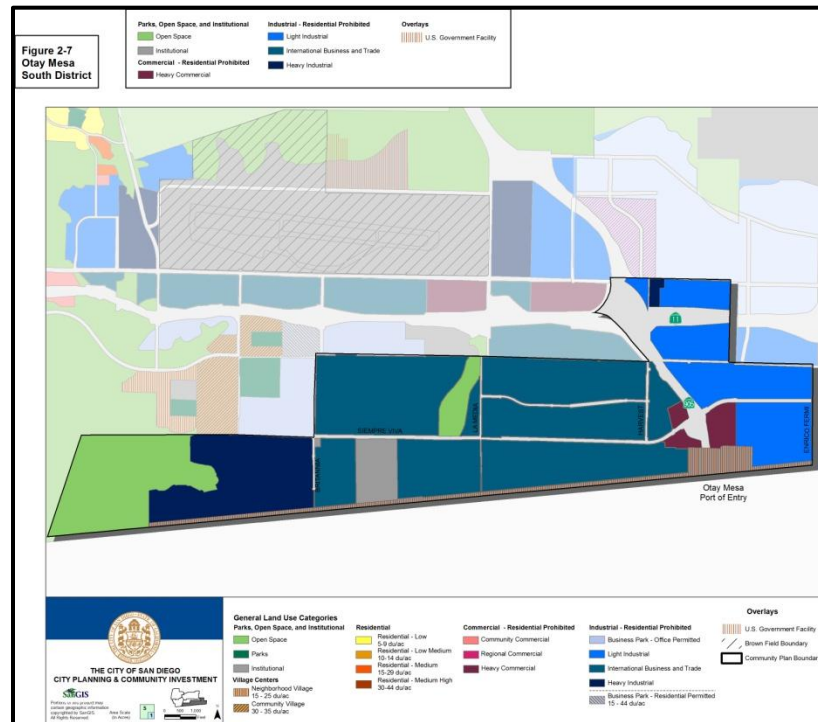 Figure 2-7
Otay Mesa
South District
Parks, Open Space, and Institutional
Open Space
Institutional
Commercial - Residential Prohibited
Heavy Commercial
Industrial - Residential Prohibited
Light Industrial
International Business and Trade
Heavy Industrial
Overlays
U.S. Government Facility
11
905
SIEMPRE VIVA
BRITANNIA
LA MEDIA
HARVEST
ENRICO FERMI
Otay Mesa
Port of Entry
THE CITY OF SAN DIEGO
CITY PLANNING & COMMUNITY INVESTMENT
SanGIS
General Land Use Categories
Parks, Open Space, and Institutional
Open Space
Parks
Institutional
Village Centers
Neighborhood Village
15 - 25 du/ac
Community Village
30 - 35 du/ac
Residential
Residential - Low
5-9 du/ac
Residential - Low Medium
10-14 du/ac
Residential - Medium
15-29 du/ac
Residential - Medium High
30-44 du/ac
Commercial - Residential Prohibited
Community Commercial
Regional Commercial
Heavy Commercial
Industrial - Residential Prohibited
Business Park - Office Permitted
Light Industrial
International Business and Trade
Heavy Industrial
Business Park - Residential Permitted
15 - 44 du/ac
Overlays
U.S. Government Facility
Brown Field Boundary
Community Plan Boundary